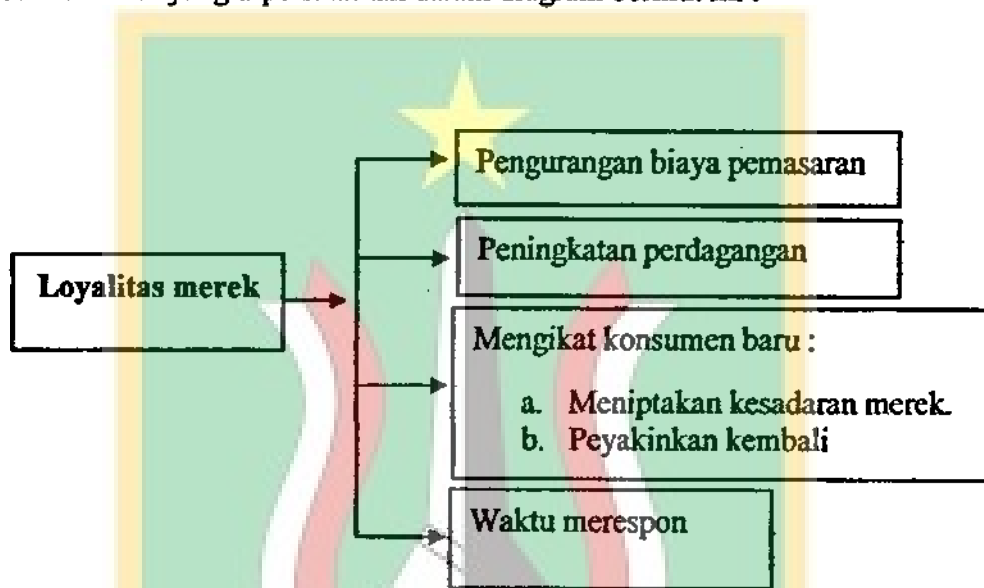 Loyalitas merek
Pengurangan biaya pemasaran
Peningkatan perdagangan
Mengikat konsumen baru :
a. Meniptakan kesadaran merek.
b. Peyakinkan kembali
Waktu merespon